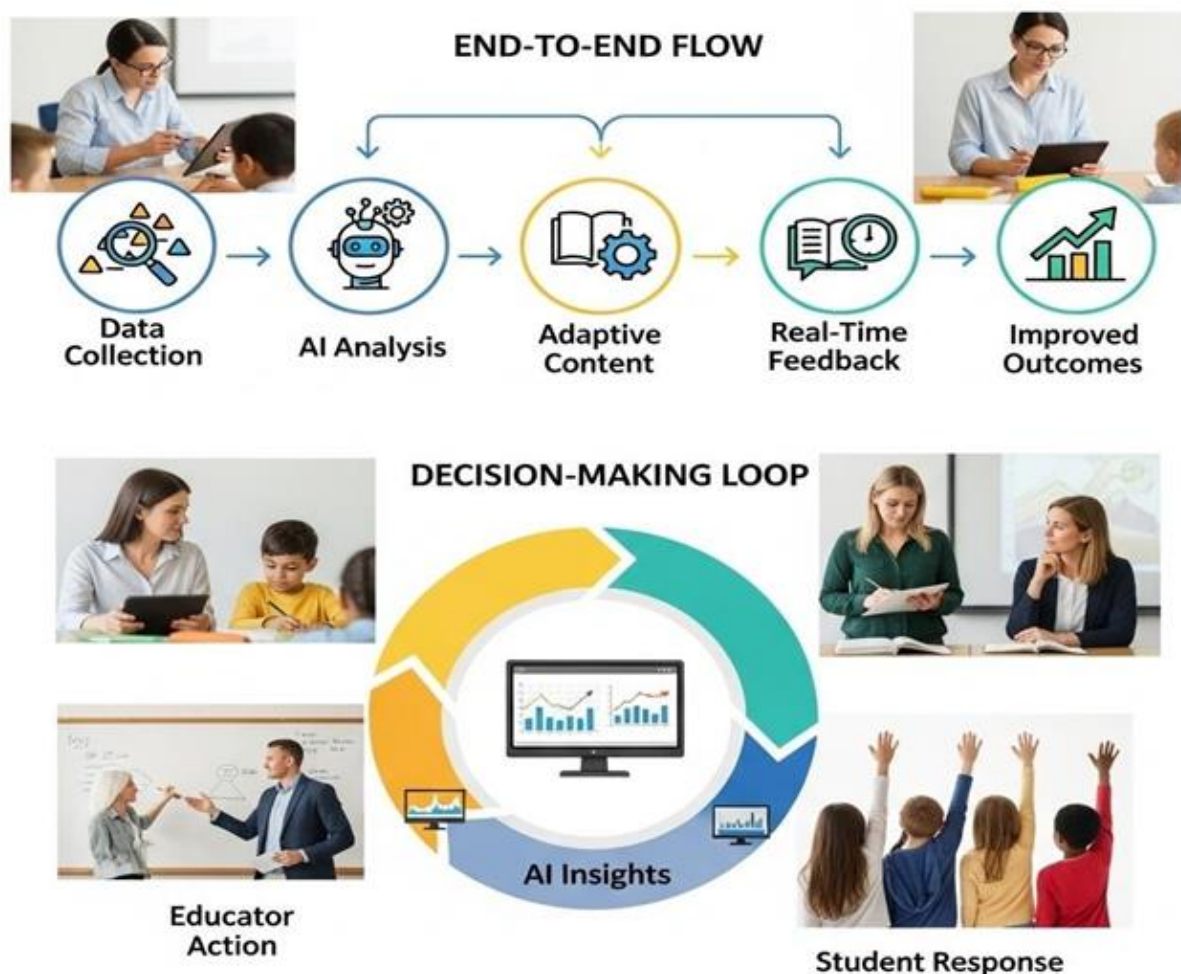 END-TO-END FLOW
Data
Collection
AI Analysis
Adaptive
Content
Real-Time
Feedback
Improved
Outcomes
DECISION-MAKING LOOP
AI Insights
Educator
Action
Student Response